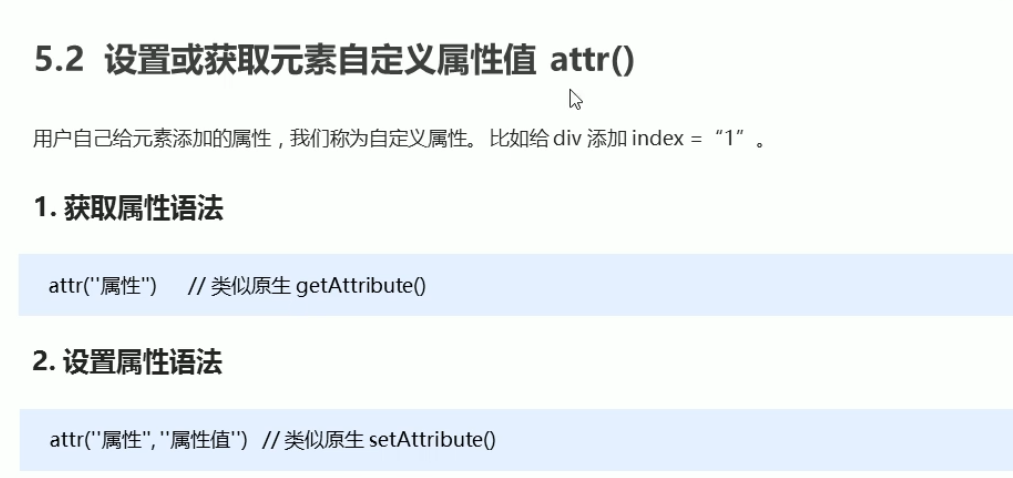 5.2 设置或获取元素自定义属性值 attr()
用户自己给元素添加的属性，我们称为自定义属性。 比如给 div 添加 index =“1”。
1. 获取属性语法
attr(''属性'') // 类似原生 getAttribute()
2. 设置属性语法
attr(''属性'', ''属性值'') // 类似原生 setAttribute()